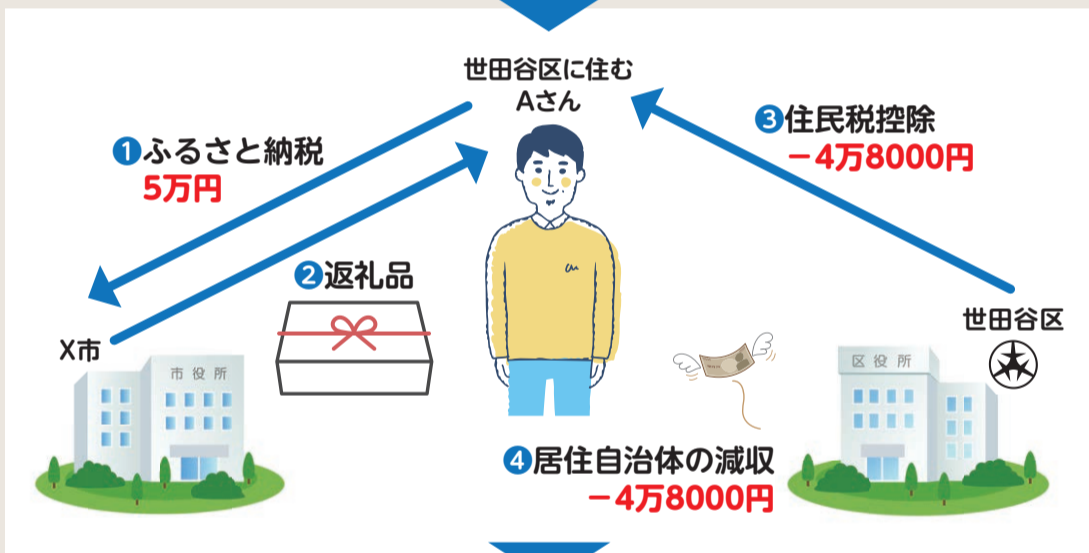 世田谷区に住む
Aさん
❶ふるさと納税
5万円
❸住民税控除
−4万8000円
❷返礼品
X市
市役所
世田谷区
区役所
❹居住自治体の減収
−4万8000円